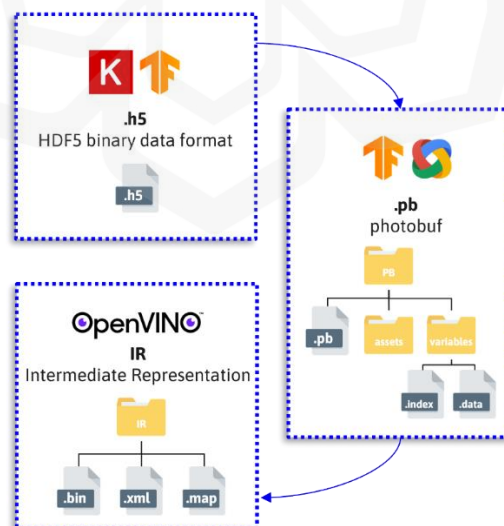 K
.h5
HDF5 binary data format
.h5
.pb
photobuf
PB
.pb
assets
variables
.index
.data
OpenVINO™
IR
Intermediate Representation
IR
.bin
.xml
.map